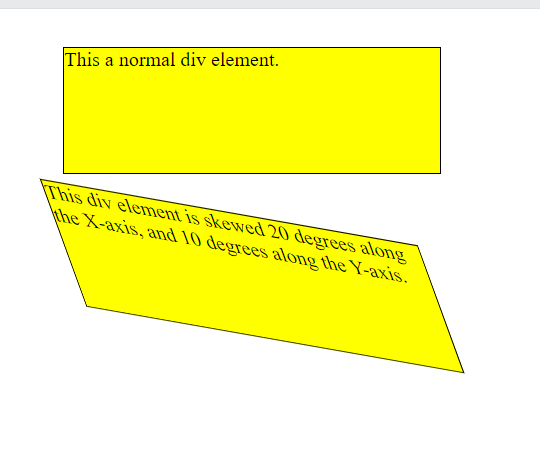 This a normal div element.
This div element is skewed 20 degrees along
the X-axis, and 10 degrees along the Y-axis.